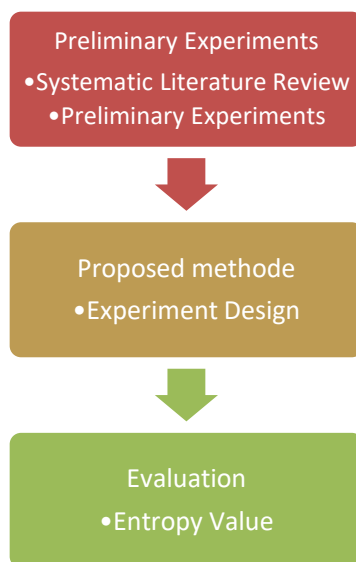 Preliminary Experiments
•Systematic Literature Review
•Preliminary Experiments
Proposed methode
•Experiment Design
Evaluation
•Entropy Value